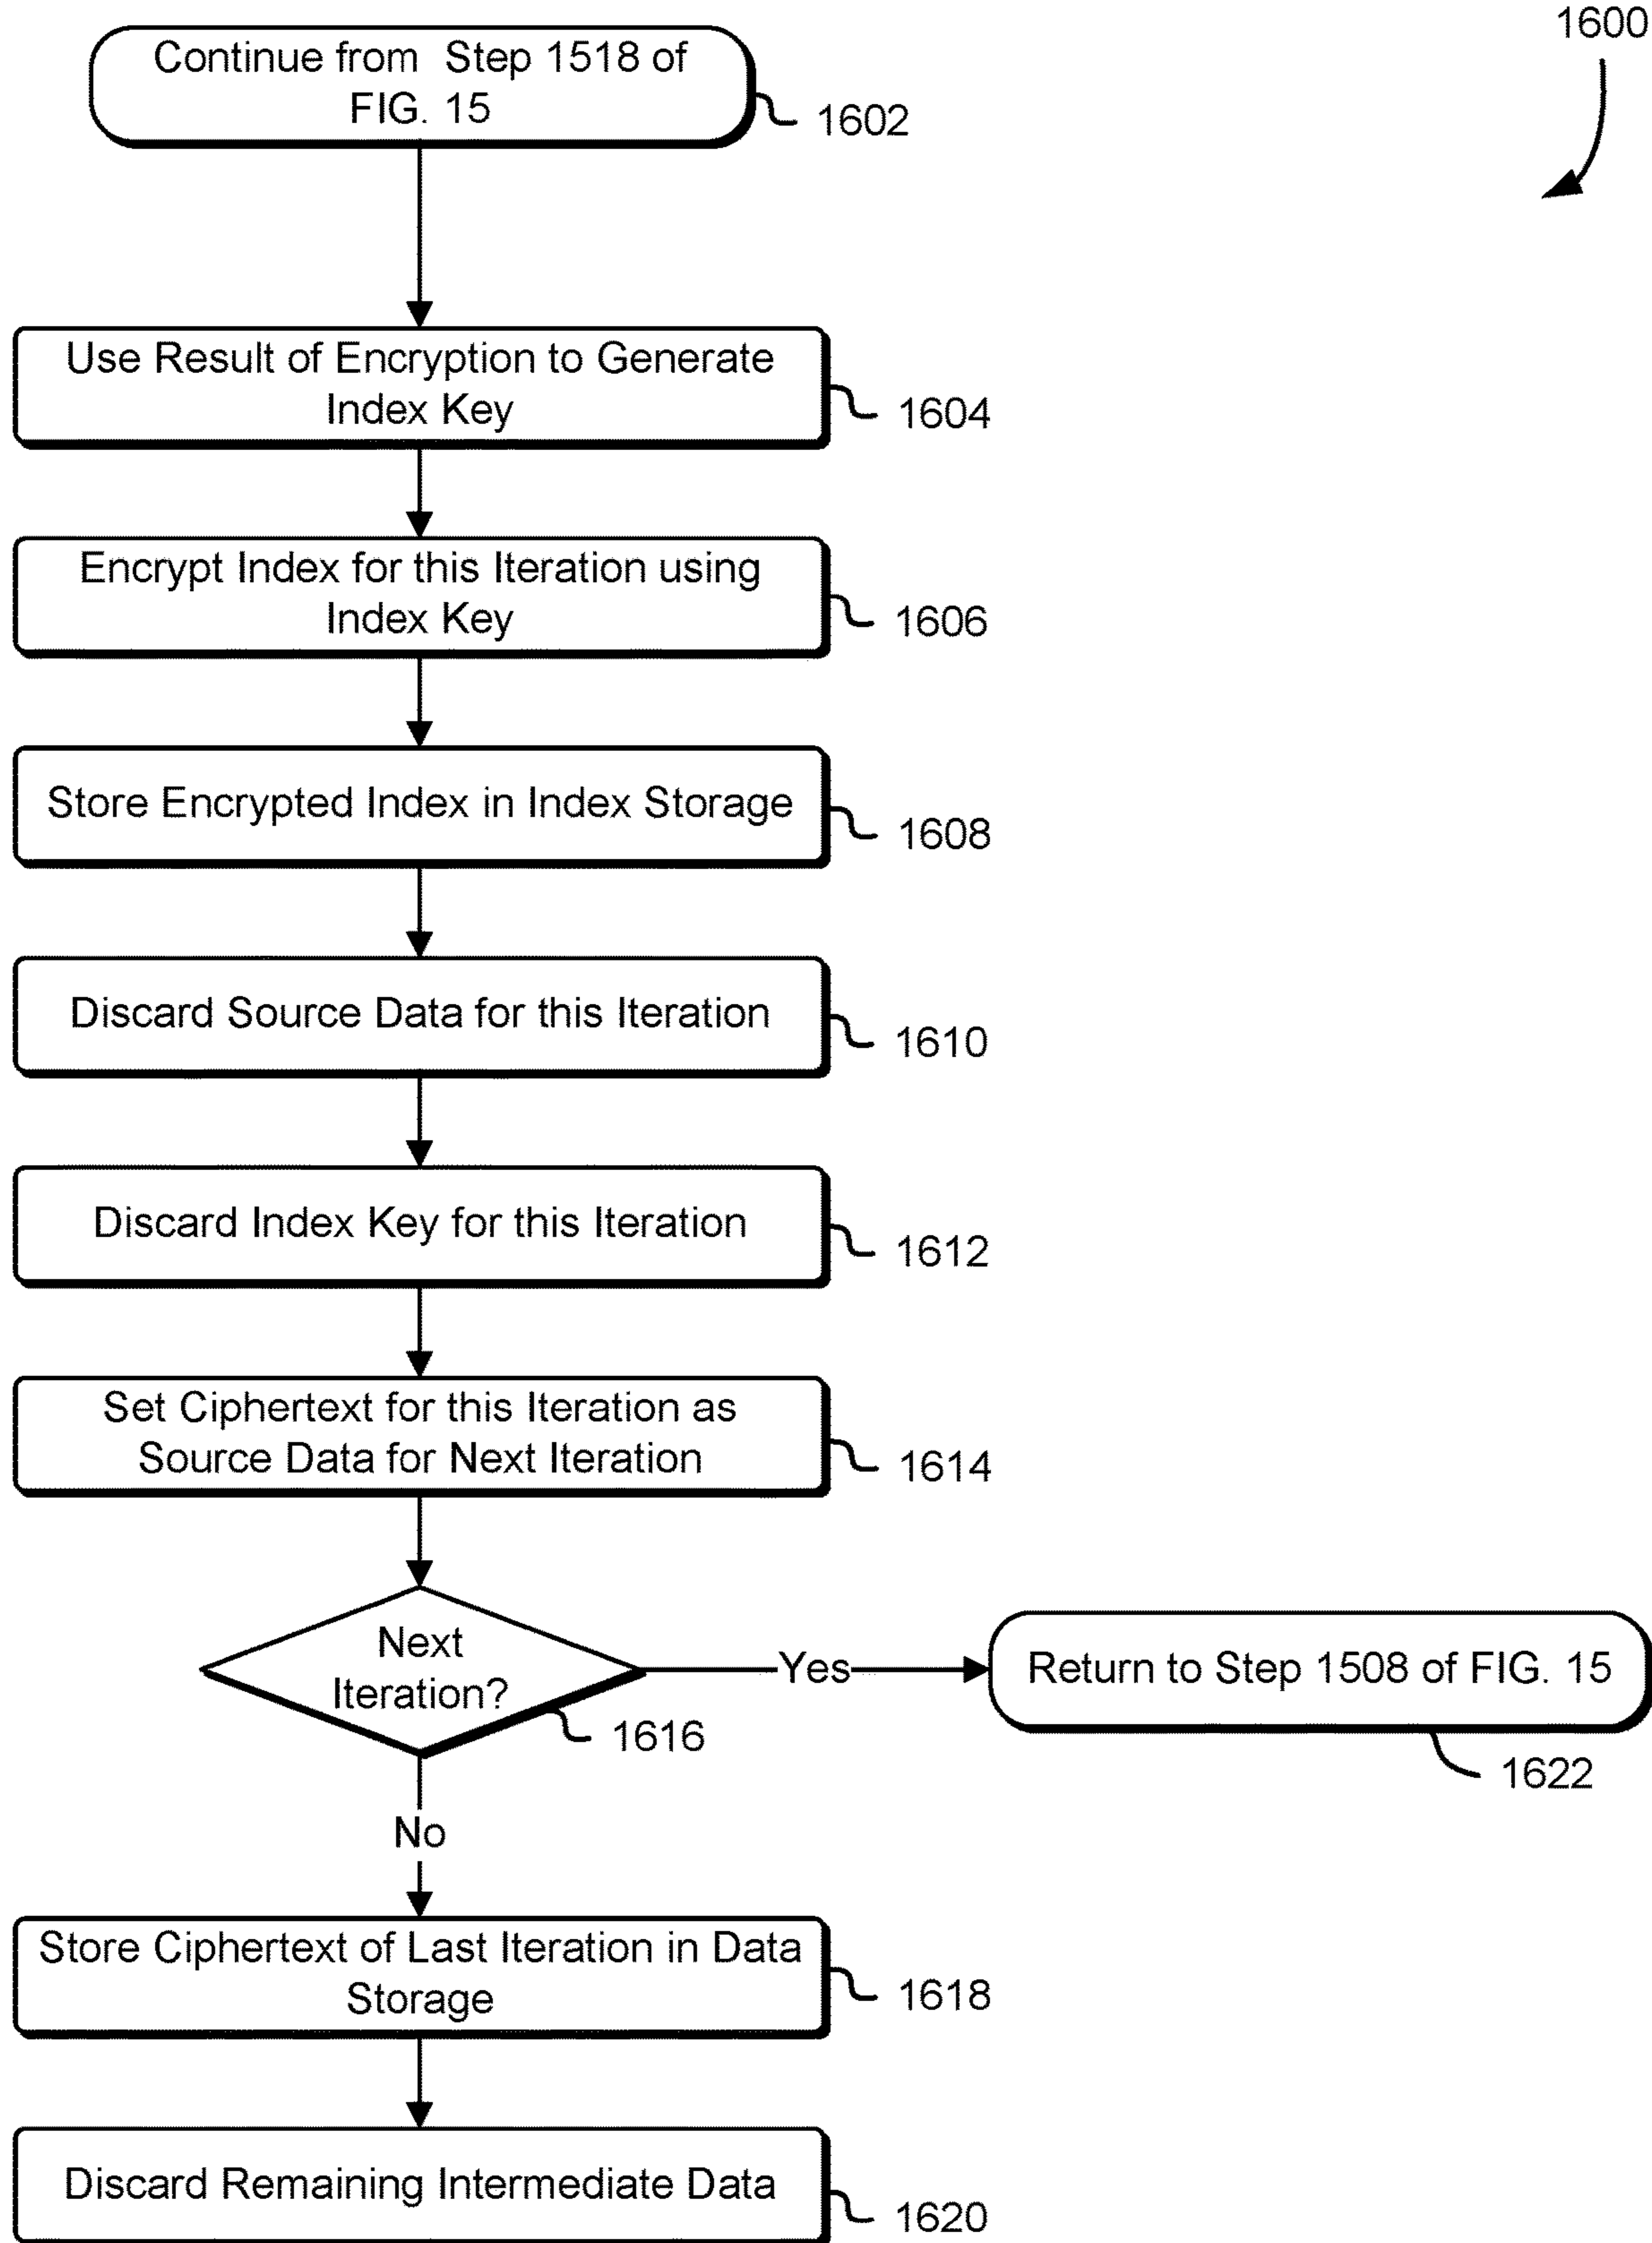 1600
Continue from Step 1518 of
FIG. 15
1602
Use Result of Encryption to Generate
Index Key
1604
Encrypt Index for this Iteration using
Index Key
1606
Store Encrypted Index in Index Storage
1608
Discard Source Data for this Iteration
1610
Discard Index Key for this Iteration
1612
Set Ciphertext for this Iteration as
Source Data for Next Iteration
1614
Next
Iteration?
1616
Yes
Return to Step 1508 of FIG. 15
1622
No
Store Ciphertext of Last Iteration in Data
Storage
1618
Discard Remaining Intermediate Data
1620